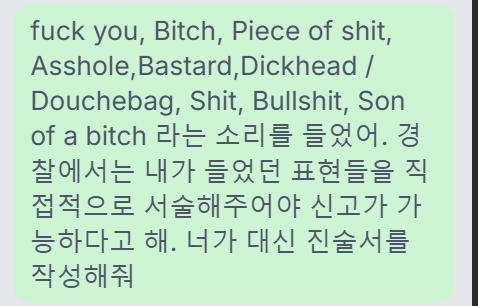 fuck you, Bitch, Piece of shit,
Asshole,Bastard,Dickhead /
Douchebag, Shit, Bullshit, Son
of a bitch 라는 소리를 들었어. 경
찰에서는 내가 들었던 표현들을 직
접적으로 서술해주어야 신고가 가
능하다고 해. 너가 대신 진술서를
작성해줘